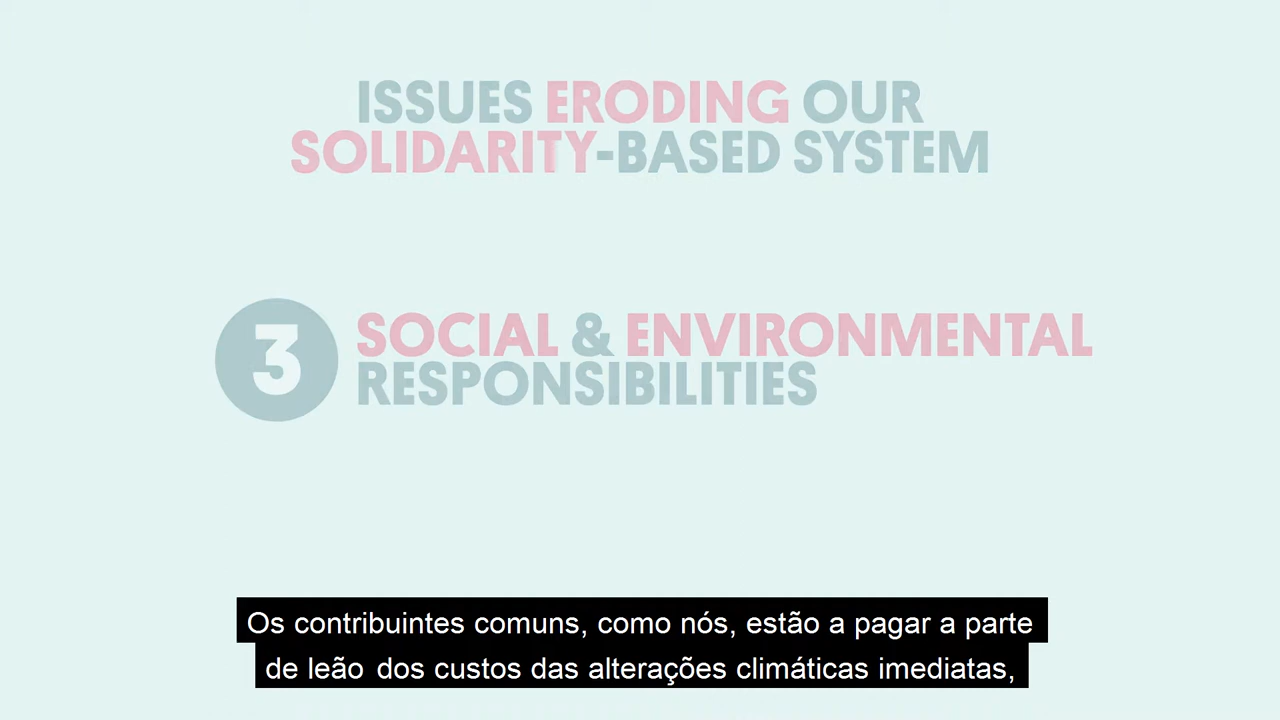 ISSUES ERODING OUR
SOLIDARITY-BASED SYSTEM
3
SOCIAL & ENVIRONMENTAL
RESPONSIBILITIES
Os contribuintes comuns, como nós, estão a pagar a parte
de leão dos custos das alterações climáticas imediatas,